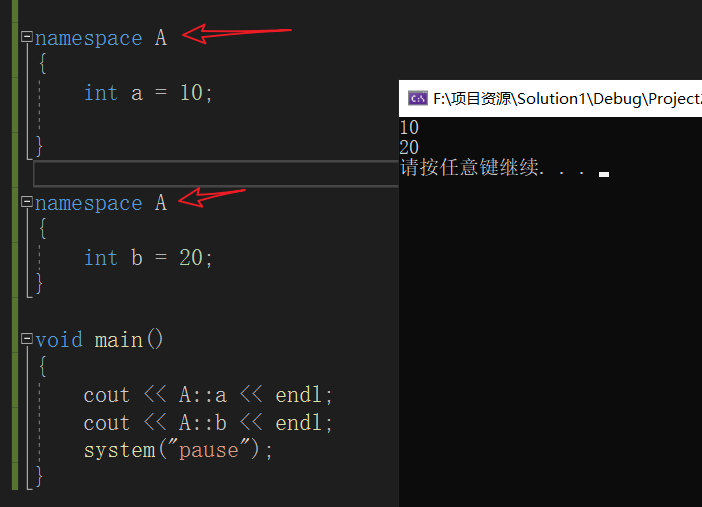 namespace A
{
int a = 10;
}
namespace A
{
int b = 20;
}
void main()
{
cout << A::a << endl;
cout << A::b << endl;
system("pause");
}
C:\
F:\项目资源\Solution1\Debug\Project
10
20
请按任意键继续. . .